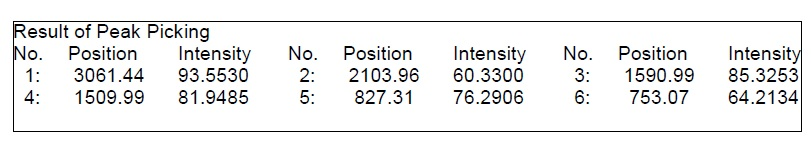 Result of Peak Picking
No. Position Intensity No. Position Intensity No. Position Intensity
1: 3061.44 93.5530 2: 2103.96 60.3300 3: 1590.99 85.3253
4: 1509.99 81.9485 5: 827.31 76.2906 6: 753.07 64.2134